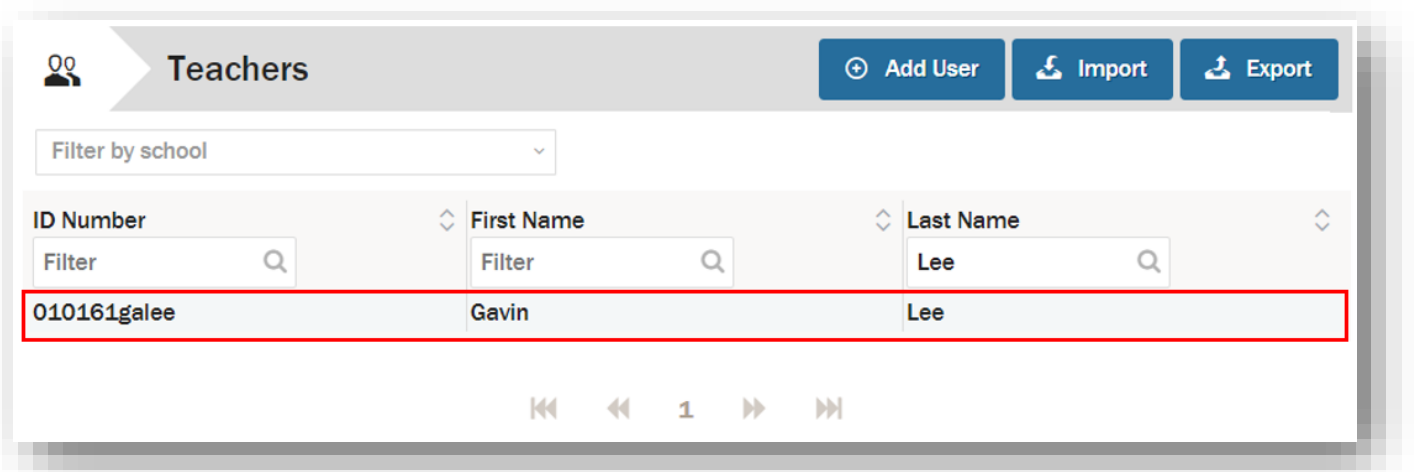 Teachers Add User Import Export
Filter by school
ID Number First Name Last Name
Filter Filter Lee
010161galee Gavin Lee
1